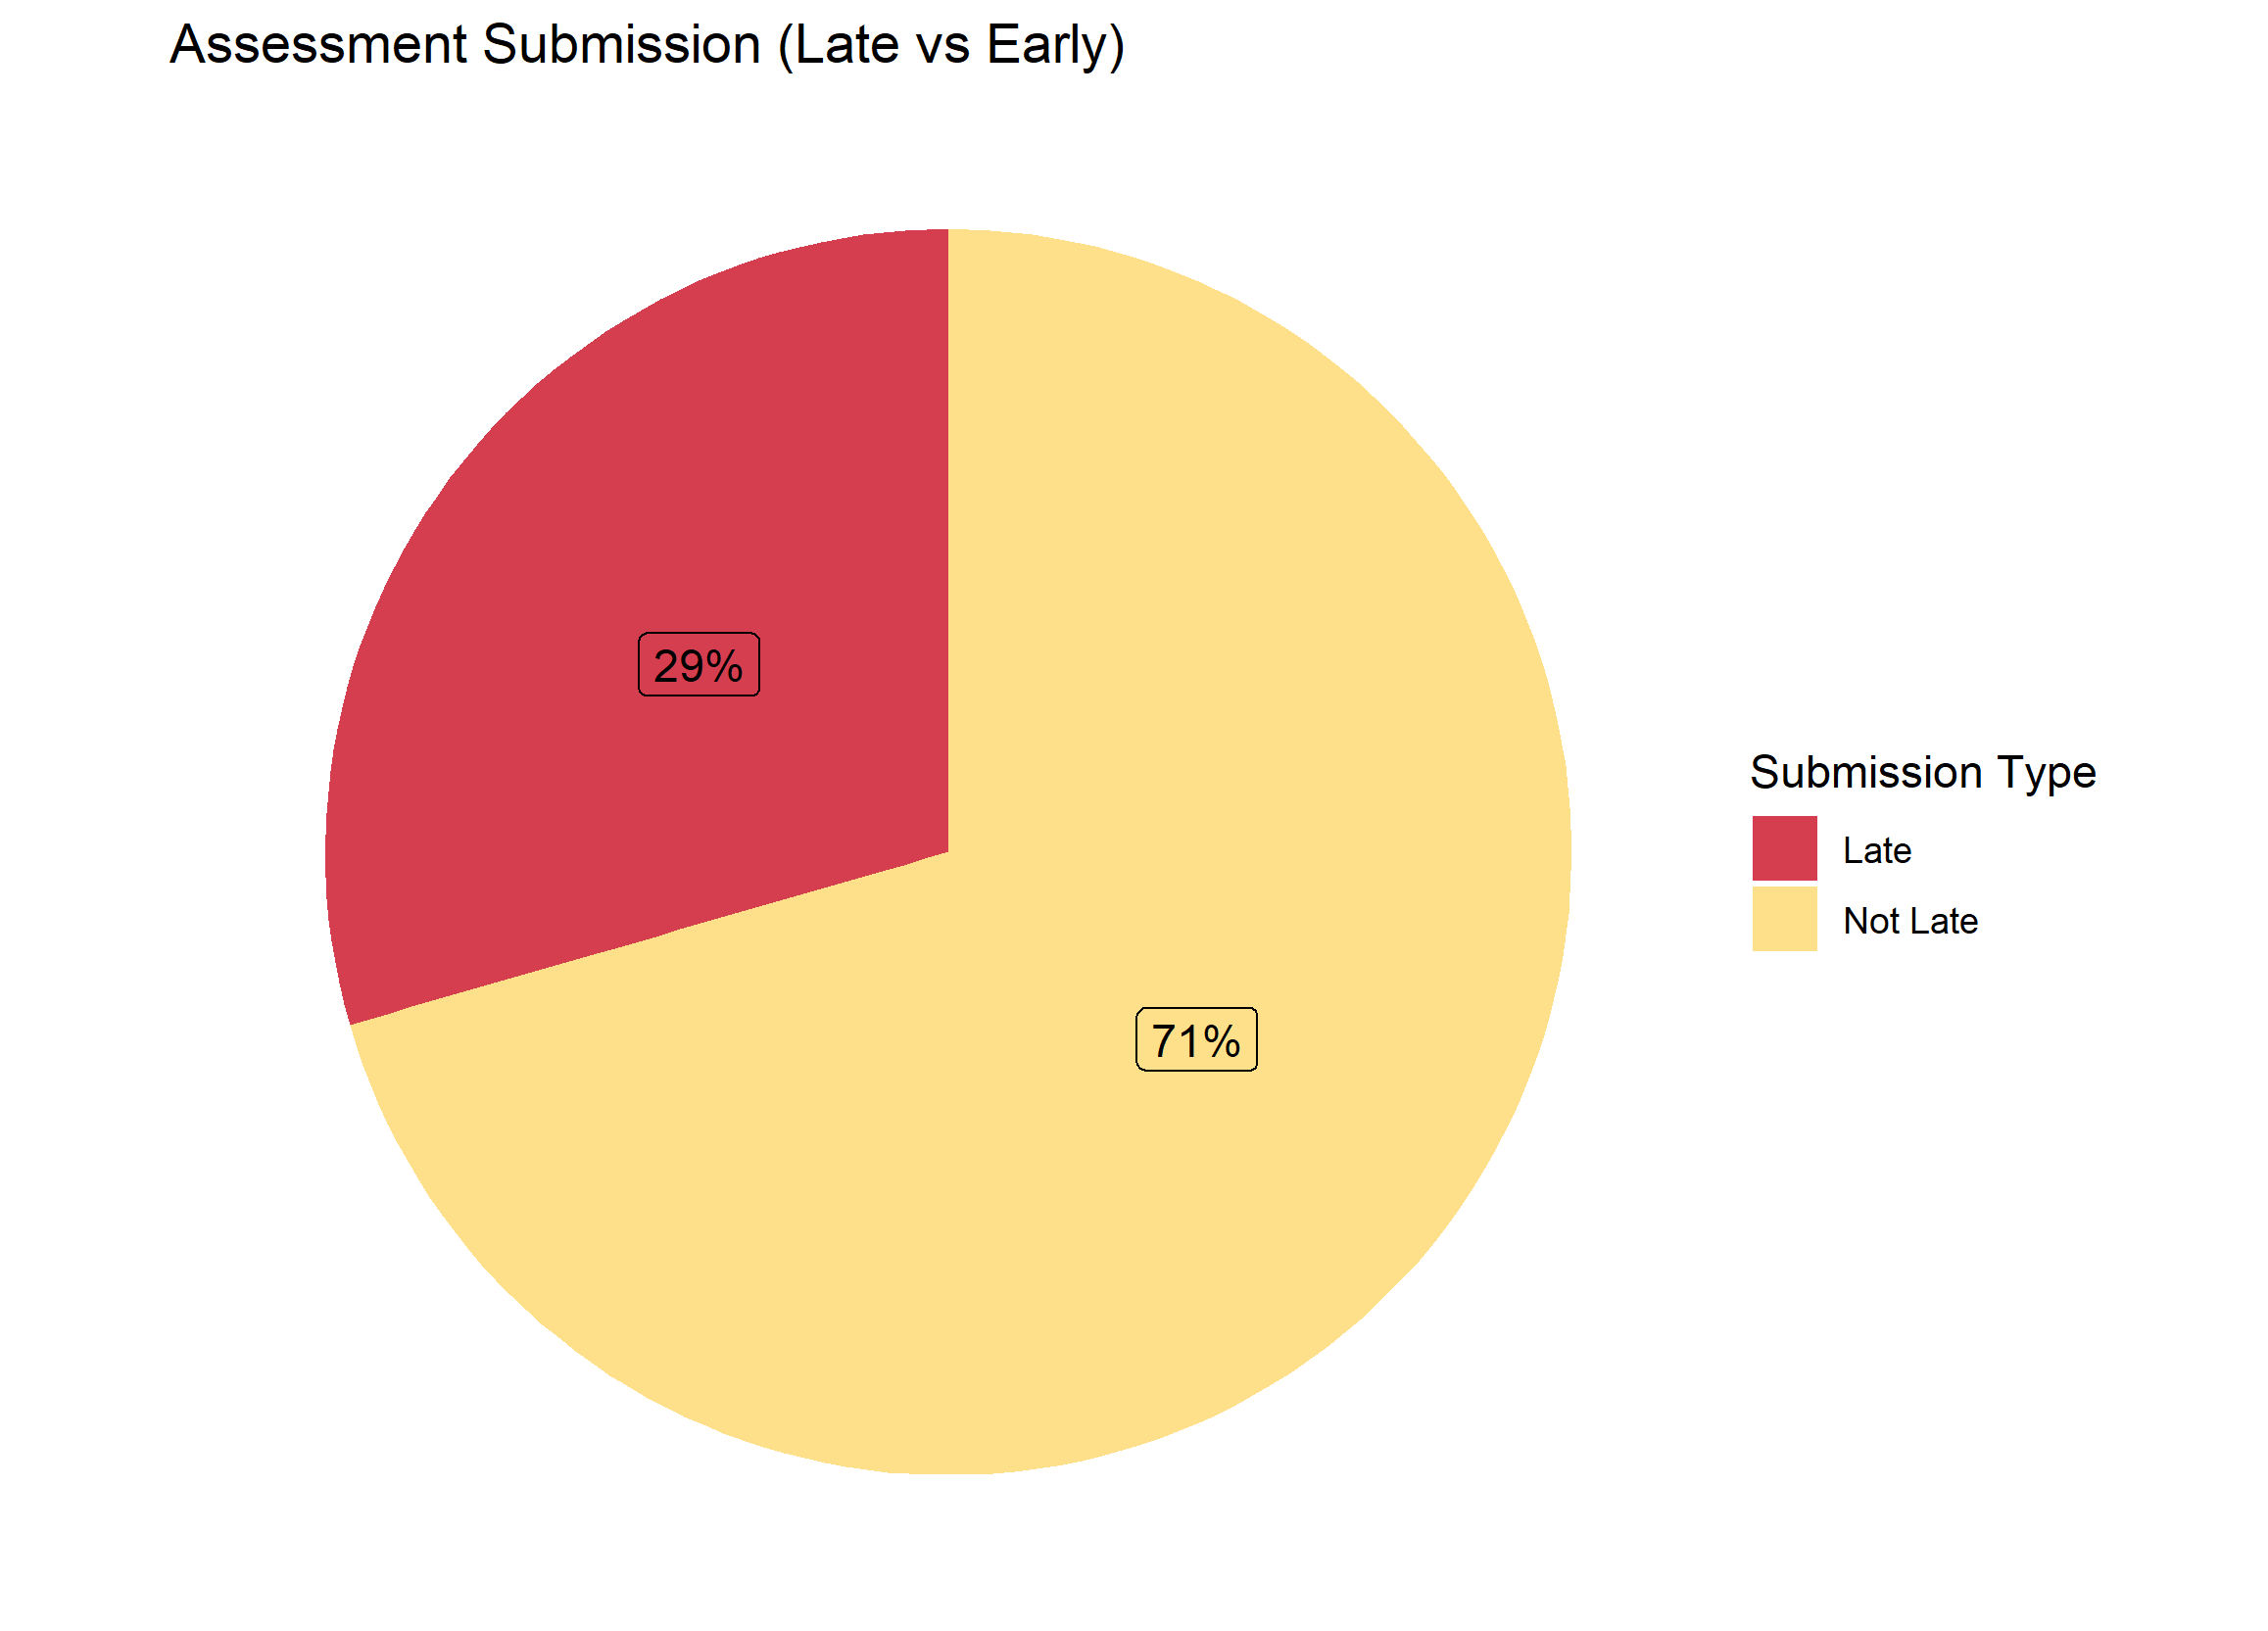 Assessment Submission (Late vs Early)
29%
71%
Submission Type
Late
Not Late